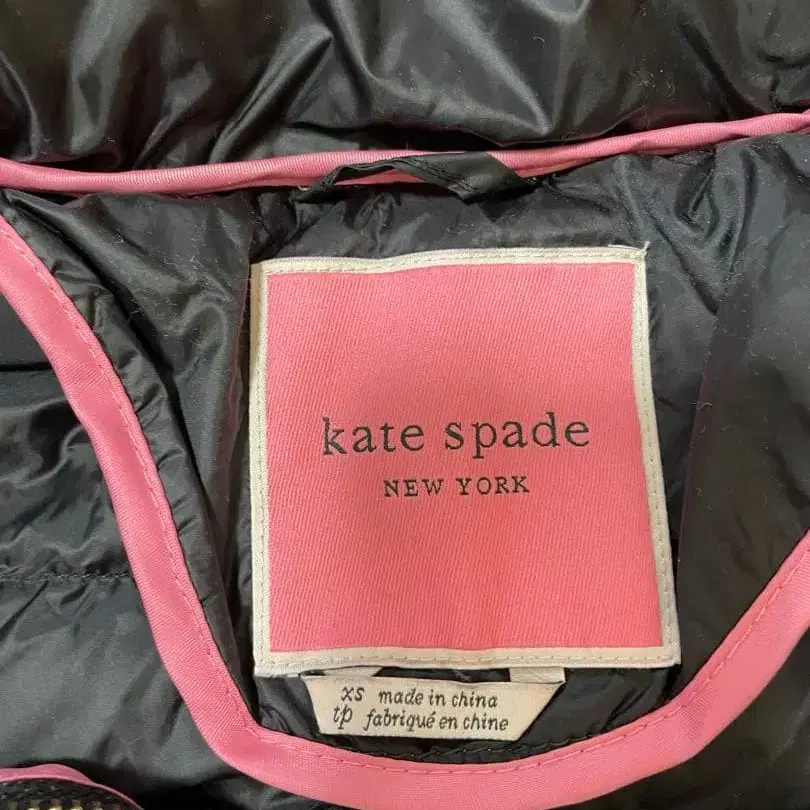 kate spade
NEW YORK
xs made in china
tp fabriqué en chine